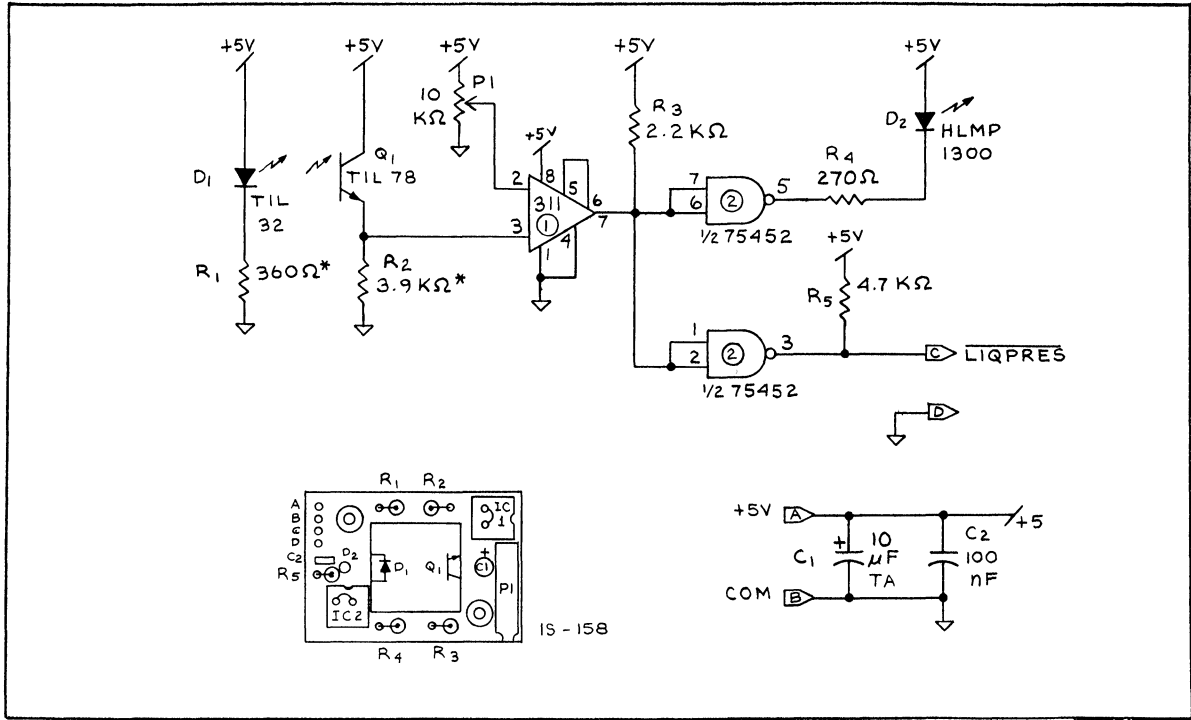 +5V
+5V
+5V
+5V
+5V
P1
10
KΩ
R3
2.2KΩ
D2
HLMP
1300
+5V
D1
TIL
32
Q1
TIL 78
2
8
5
311
1
6
7
3
4
1
7
6
2
5
1/2 75452
R4
270Ω
+5V
R1
360Ω*
R2
3.9KΩ*
R5
4.7KΩ
1
2
2
3
1/2 75452
C
LIQPRES
D
R1 R2
A
B
C
D
C2
R5
D2
D1
Q1
+
C1
IC
1
P1
IC2
R4 R3
IS-158
+5V
A
+5
C1
+
10
μF
TA
C2
100
nF
COM
B